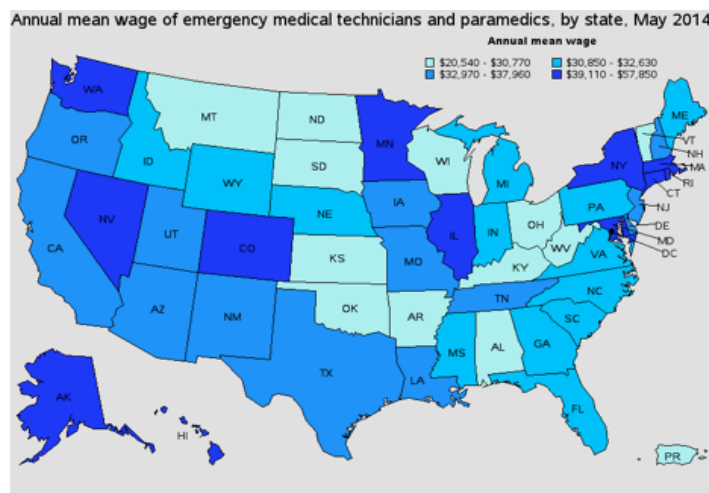 Annual mean wage of emergency medical technicians and paramedics, by state, May 2014
Annual mean wage
$20,540 - $30,770 $30,850 - $32,630
$32,970 - $37,960 $39,110 - $57,850
WA
MT
ND
MN
ME
OR
ID
SD
WI
MI
NY
VT
NH
MA
RI
CT
WY
NE
IA
PA
NJ
NV
UT
CO
KS
MO
IL
IN
OH
WV
VA
DE
MD
DC
CA
AZ
NM
OK
AR
KY
TN
NC
SC
TX
LA
MS
AL
GA
FL
AK
HI
PR